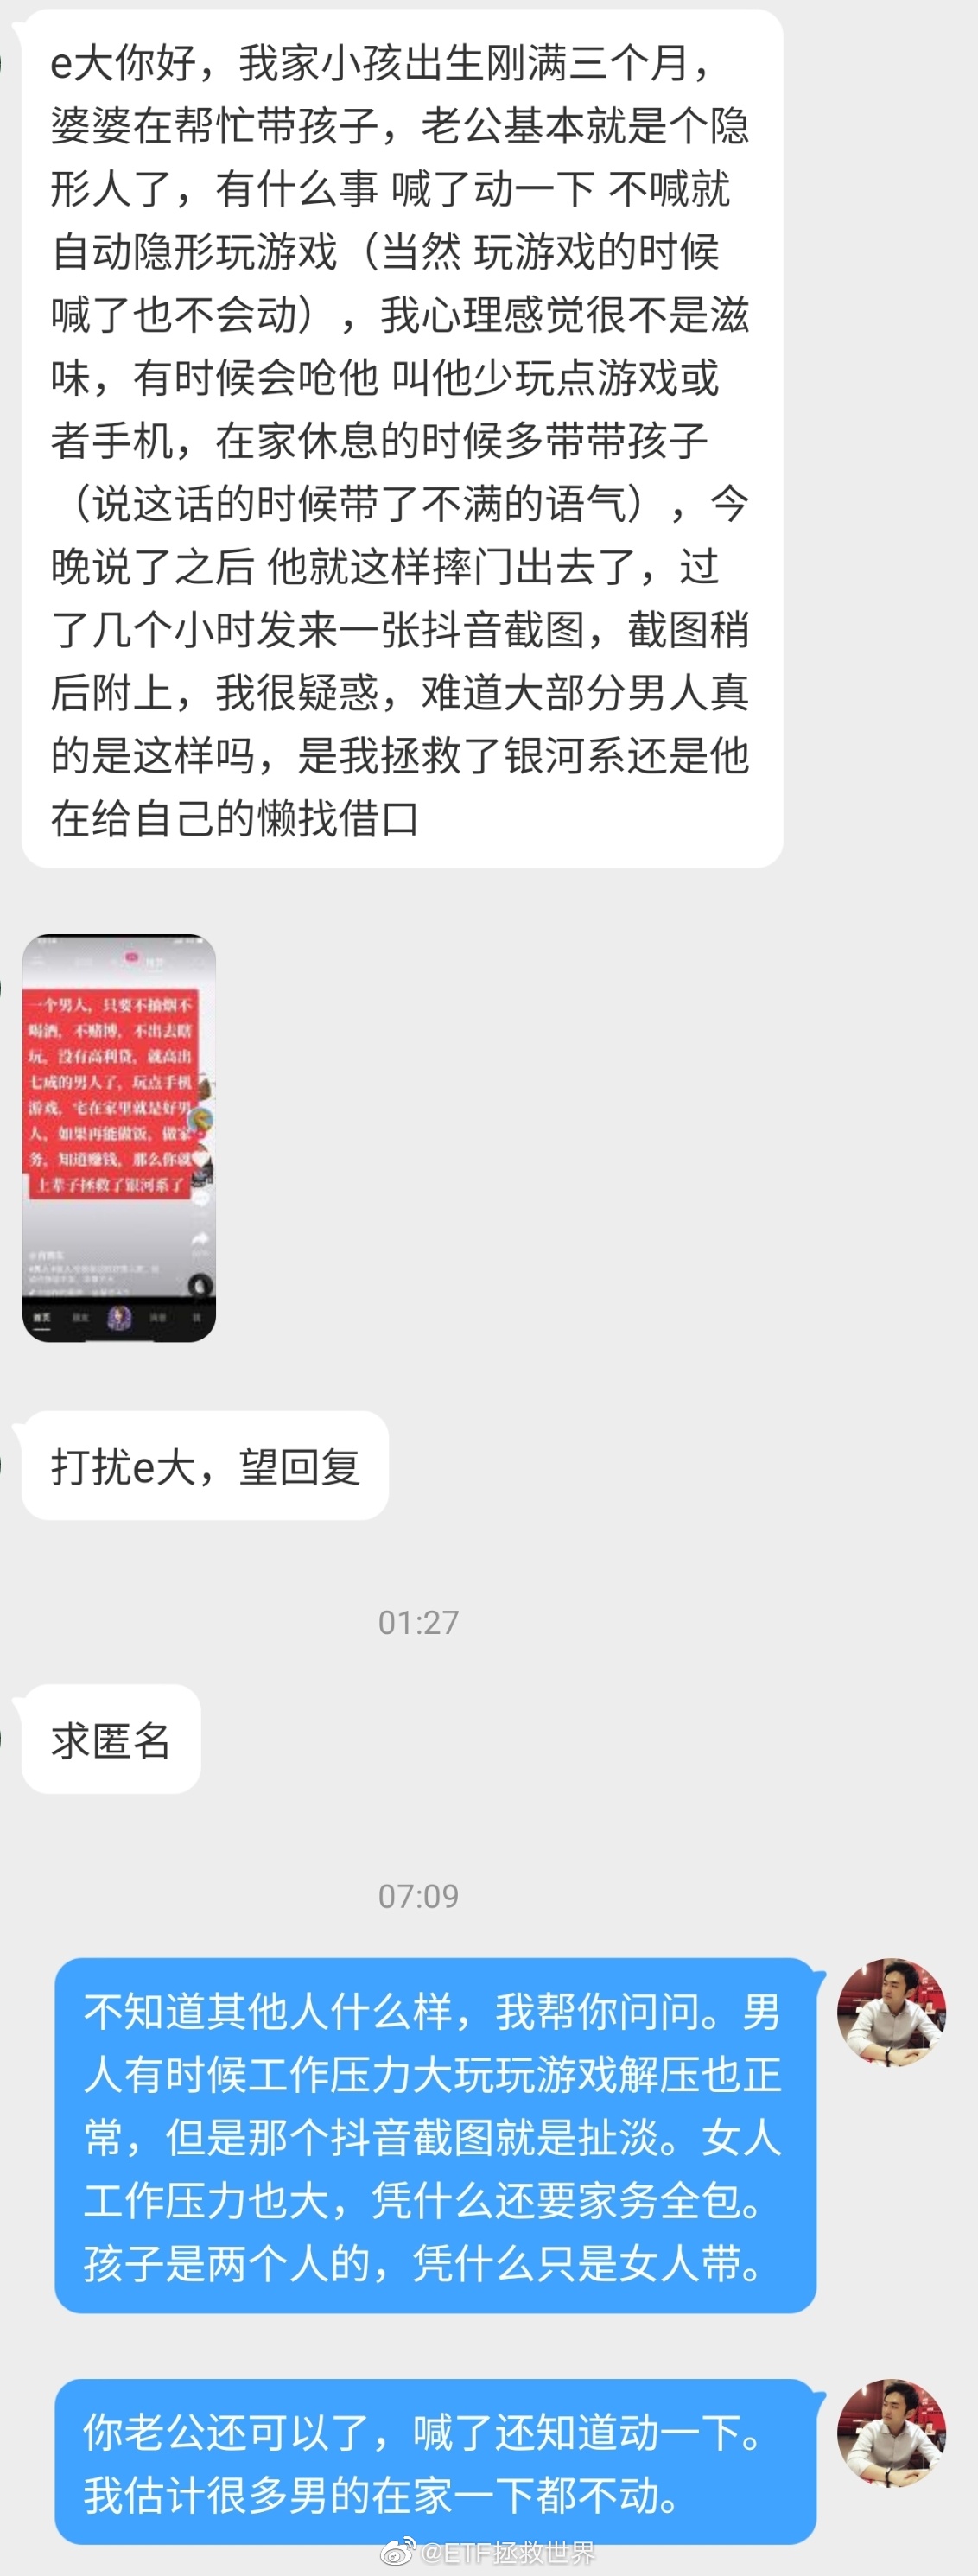 e大你好，我家小孩出生刚满三个月，
婆婆在帮忙带孩子，老公基本就是个隐
形人了，有什么事 喊了动一下 不喊就
自动隐形玩游戏（当然 玩游戏的时候
喊了也不会动），我心理感觉很不是滋
味，有时候会呛他 叫他少玩点游戏或
者手机，在家休息的时候多带带孩子
（说这话的时候带了不满的语气），今
晚说了之后 他就这样摔门出去了，过
了几个小时发来一张抖音截图，截图稍
后附上，我很疑惑，难道大部分男人真
的是这样吗，是我拯救了银河系还是他
在给自己的懒找借口
一个男人，只要不抽烟不
喝酒，不赌博，不出去瞎
玩，没有高利贷，就高出
七成的男人了，玩点手机
游戏，宅在家里就是好男
人，如果再能做饭，做家
务，知道赚钱，那么你就
上辈子拯救了银河系了
首页 朋友 消息 我
打扰e大，望回复
01:27
求匿名
07:09
不知道其他人什么样，我帮你问问。男
人有时候工作压力大玩玩游戏解压也正
常，但是那个抖音截图就是扯淡。女人
工作压力也大，凭什么还要家务全包。
孩子是两个人的，凭什么只是女人带。
你老公还可以了，喊了还知道动一下。
我估计很多男的在家一下都不动。
@ETF拯救世界